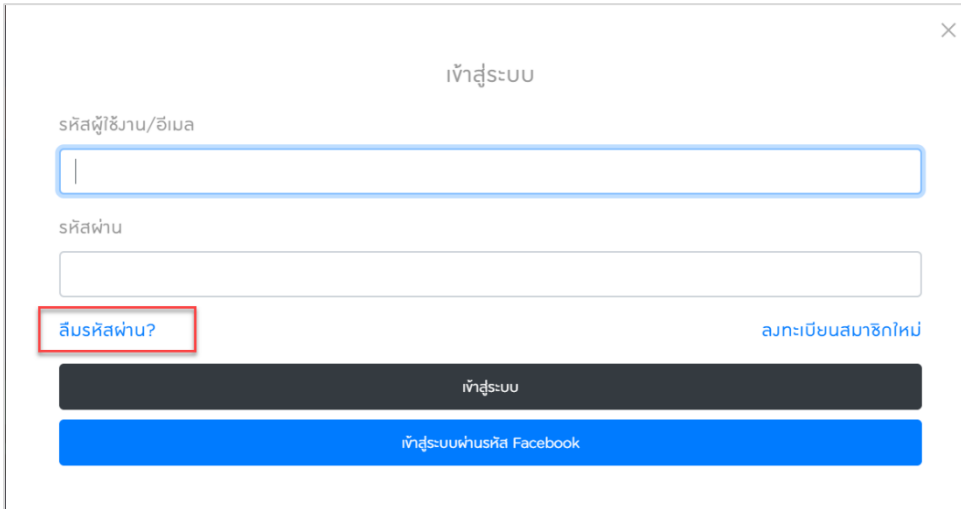 เข้าสู่ระบบ
รหัสผู้ใช้งาน/อีเมล
รหัสผ่าน
ลืมรหัสผ่าน? ลงทะเบียนสมาชิกใหม่
เข้าสู่ระบบ
เข้าสู่ระบบผ่านรหัส Facebook